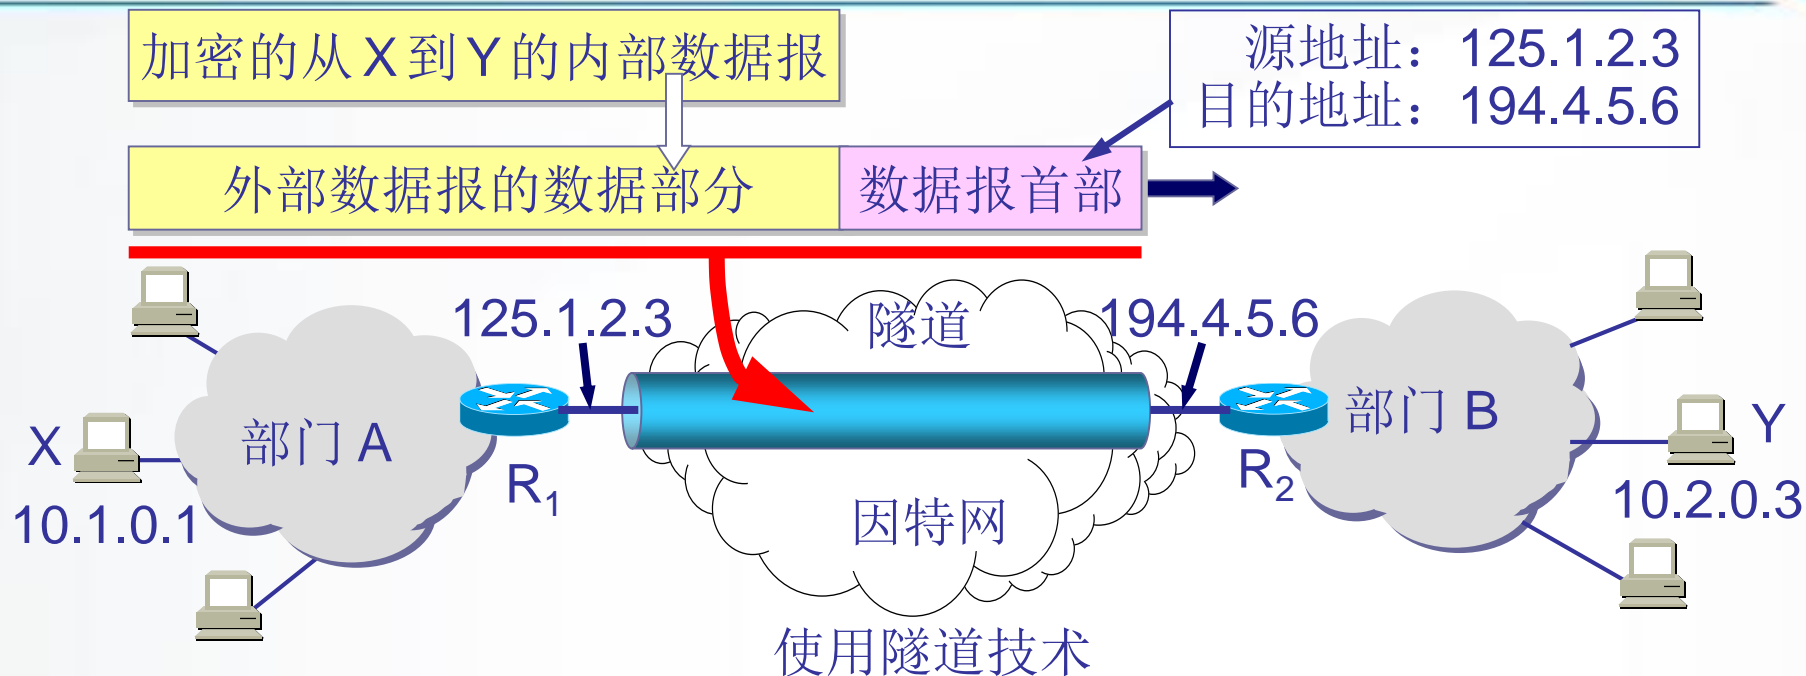 加密的从 X 到 Y 的内部数据报
源地址：125.1.2.3
目的地址：194.4.5.6
外部数据报的数据部分
数据报首部
125.1.2.3
隧道
194.4.5.6
部门 A
部门 B
X
Y
R1
R2
10.1.0.1
10.2.0.3
因特网
使用隧道技术